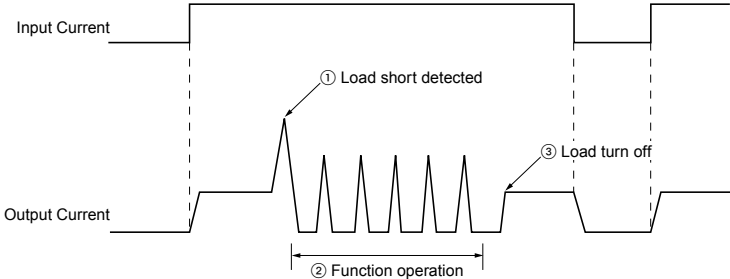 Input Current
① Load short detected
③ Load turn off
Output Current
② Function operation